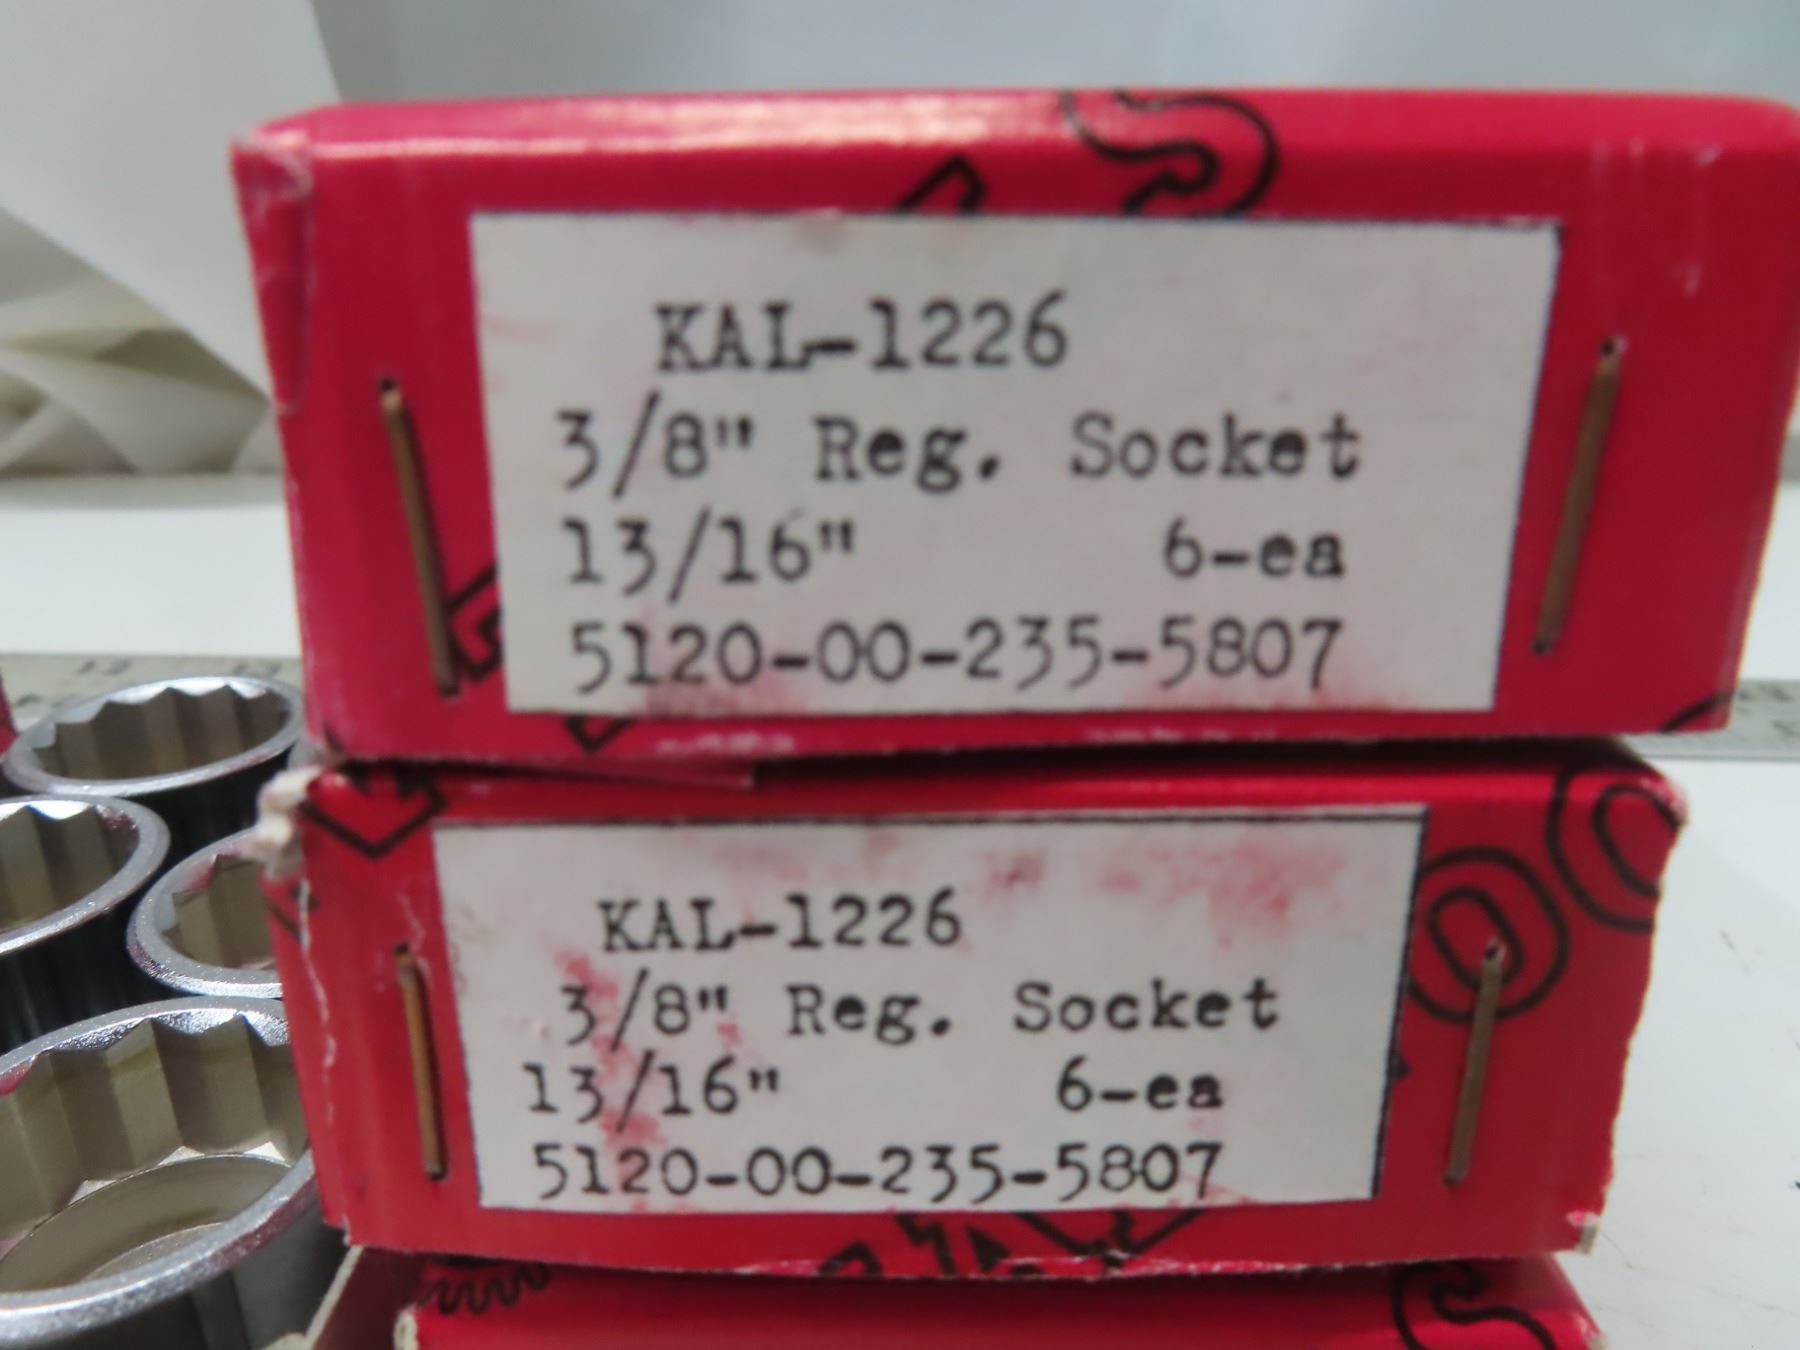 KAL-1226
3/8" Reg. Socket
13/16" 6-ea
5120-00-235-5807
KAL-1226
3/8" Reg. Socket
13/16" 6-ea
5120-00-235-5807